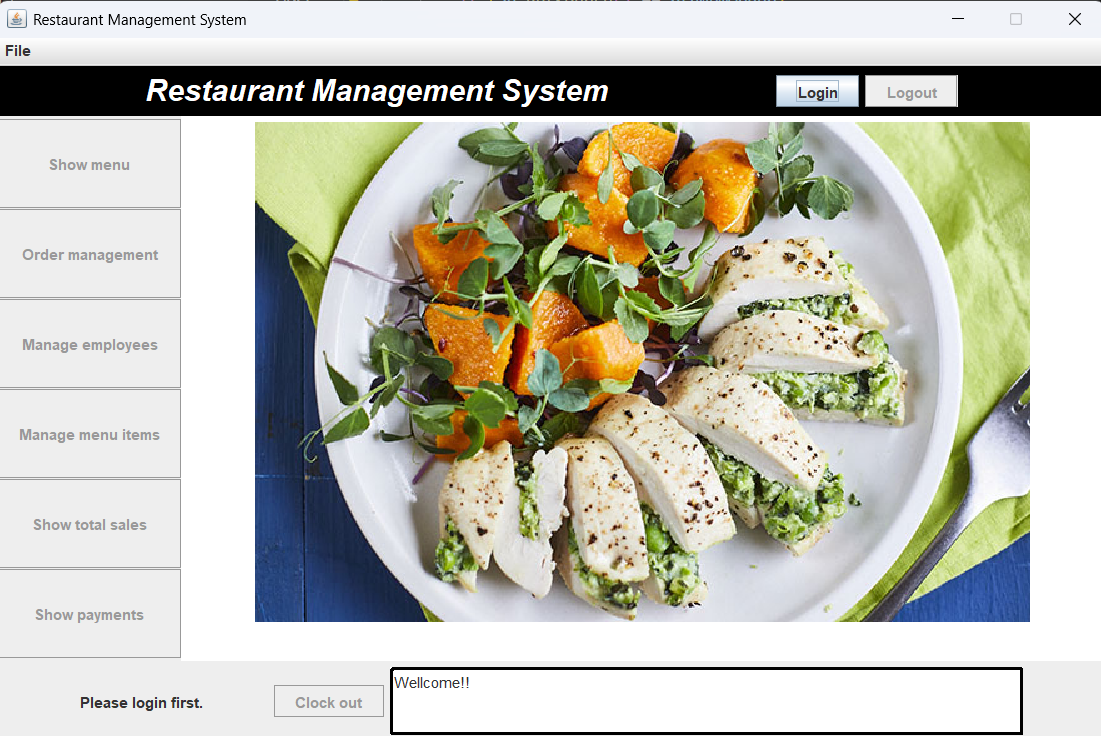 Restaurant Management System
File
Restaurant Management System
Login
Logout
Show menu
Order management
Manage employees
Manage menu items
Show total sales
Show payments
Please login first.
Clock out
Wellcome!!